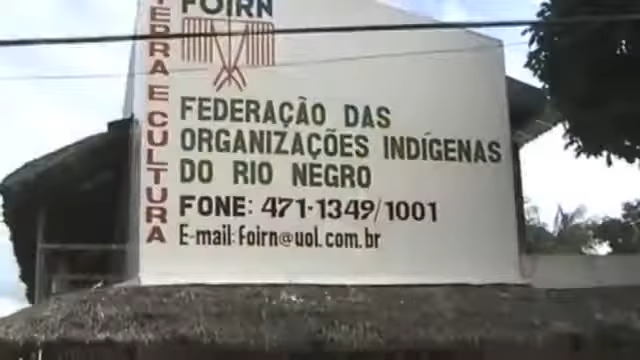 FOIRN
TERRA E CULTURA
FEDERAÇÃO DAS
ORGANIZAÇÕES INDÍGENAS
DO RIO NEGRO
FONE: 471-1349/1001
E-mail: foirn@uol.com.br